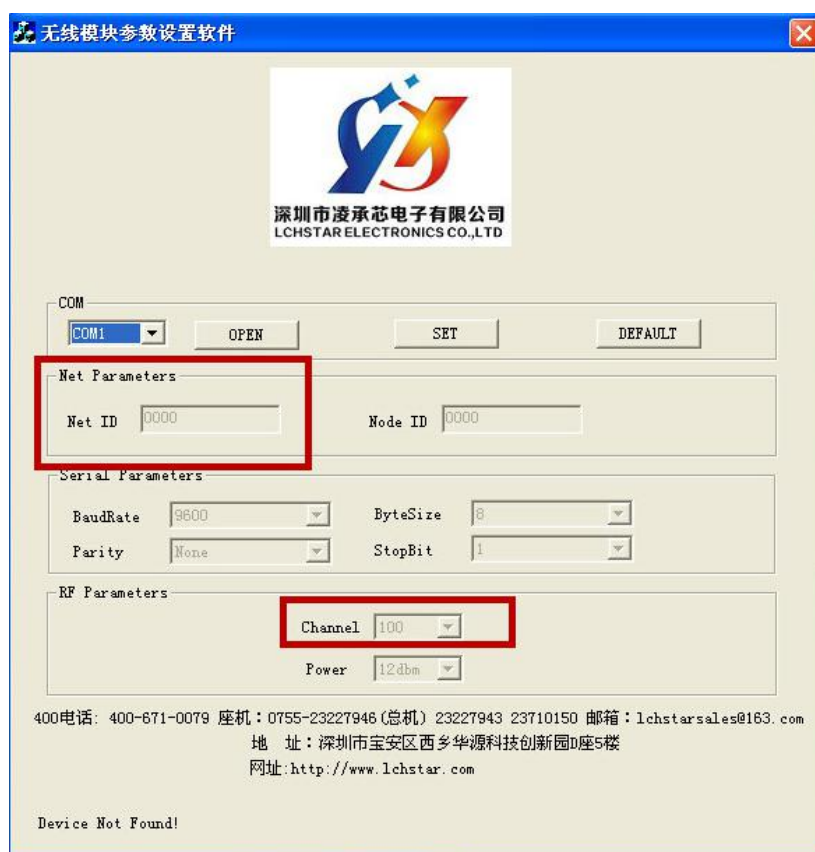 无线模块参数设置软件
深圳市凌承芯电子有限公司
LCHSTAR ELECTRONICS CO.,LTD
COM
COM1 OPEN SET DEFAULT
Net Parameters
Net ID 0000 Node ID 0000
Serial Parameters
BaudRate 9600 ByteSize 8
Parity None StopBit 1
RF Parameters
Channel 100
Power 12dbm
400电话: 400-671-0079 座机：0755-23227946(总机) 23227943 23710150 邮箱：lchstarsales@163.com
地 址：深圳市宝安区西乡华源科技创新园D座5楼
网址:http://www.lchstar.com
Device Not Found!